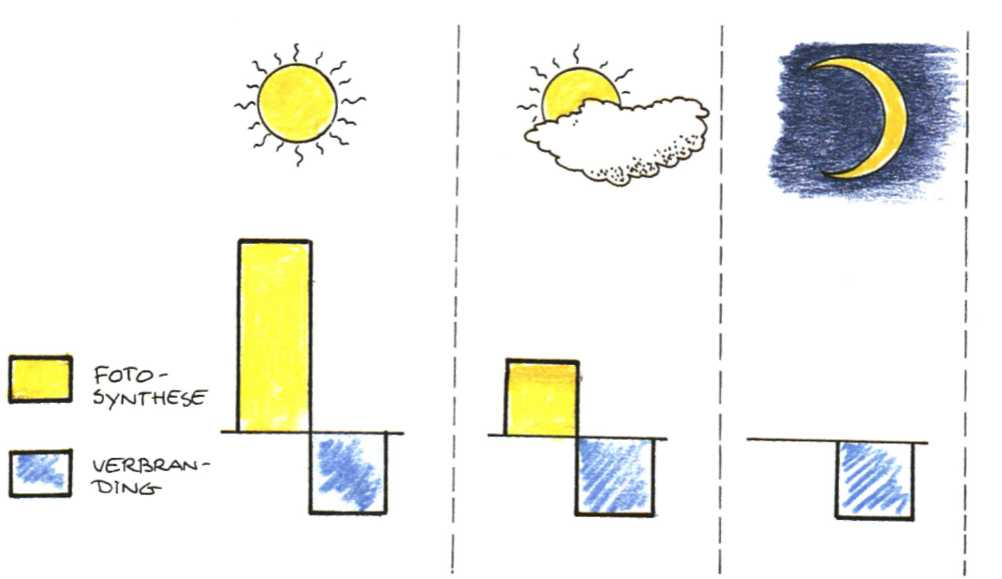 FOTO-
SYNTHESE
VERBRAN-
DING